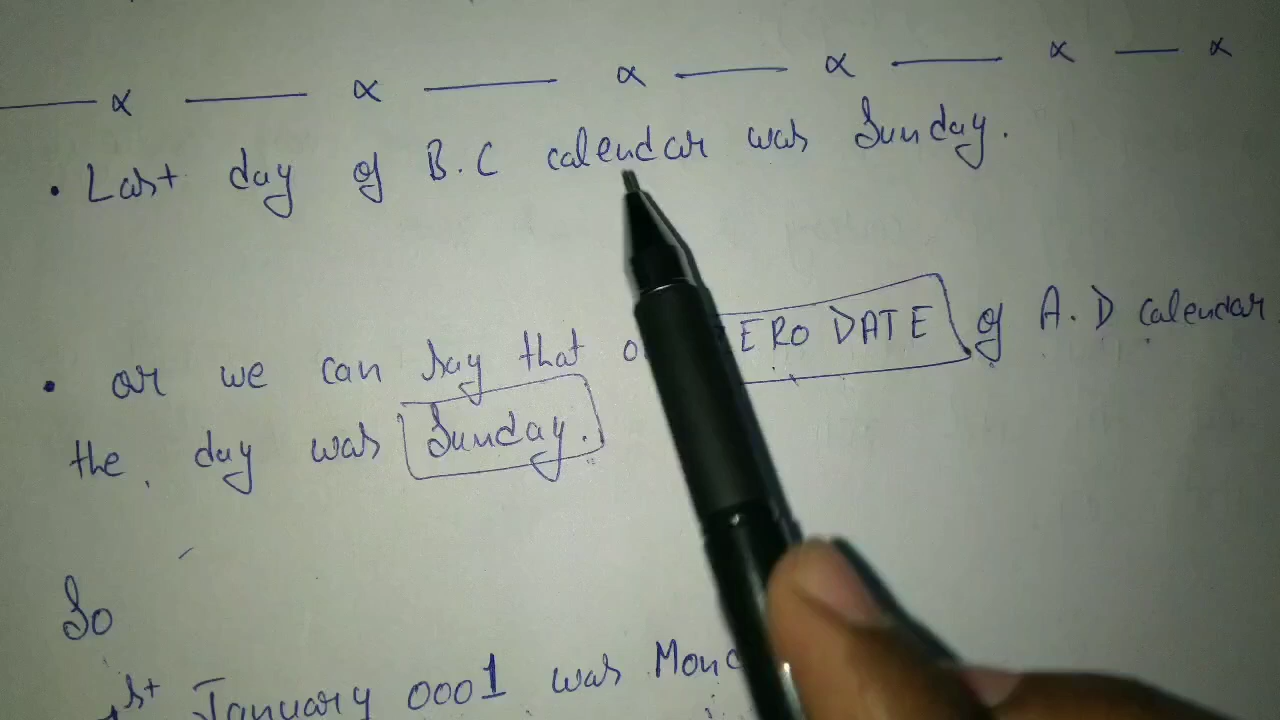 • Last day of B.C calendar was Sunday.
• or we can say that ERO DATE of A.D calendar
the, day was Sunday.
So
1st January 0001 was Mon